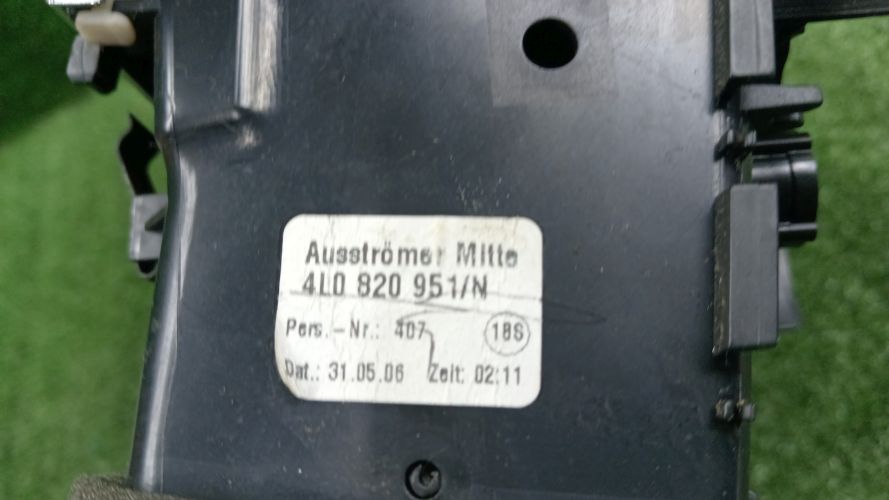 Ausströmer Mitte
4L0 820 951/N
Pers.-Nr.: 407 18S
Dat.: 31.05.06 Zeit: 02:11